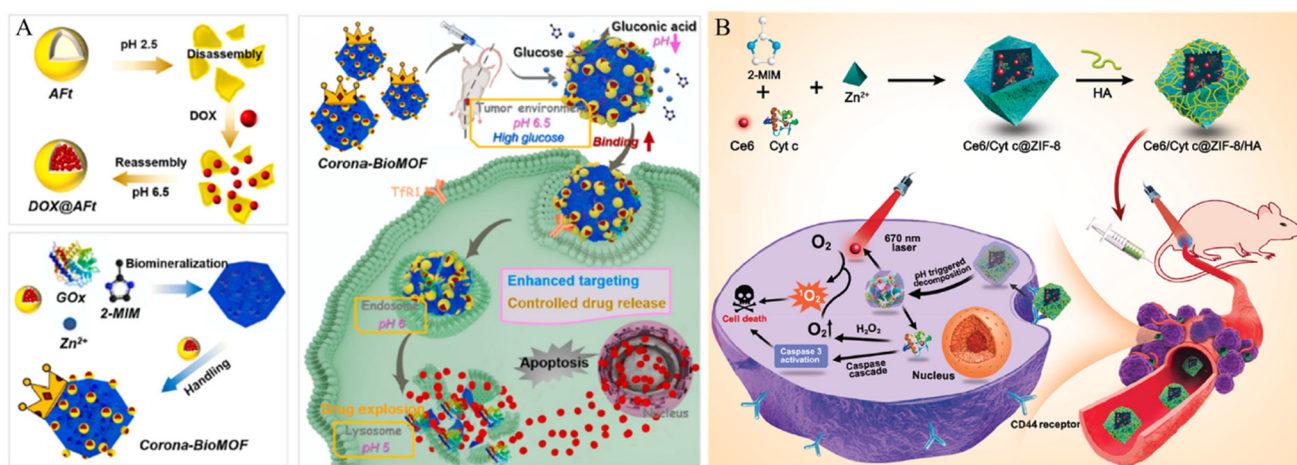 A
AFt
pH 2.5
Disassembly
DOX
Reassembly
pH 6.5
DOX@AFt
GOx
2-MIM
Zn2+
Biomineralization
Handling
Corona-BioMOF
Corona-BioMOF
Glucose
Gluconic acid
pH
Tumor environment
pH 6.5
High glucose
Binding
TfR1
Endosome
pH 6
Enhanced targeting
Controlled drug release
Apoptosis
Nucleus
Drug explosion
Lysosome
pH 5
B
2-MIM
+
Ce6
Cyt c
+
Zn2+
Ce6/Cyt c@ZIF-8
HA
Ce6/Cyt c@ZIF-8/HA
O2
670 nm
laser
pH triggered
decomposition
1O2
Cell death
O2
H2O2
Caspase 3
activation
Caspase
cascade
Nucleus
CD44 receptor